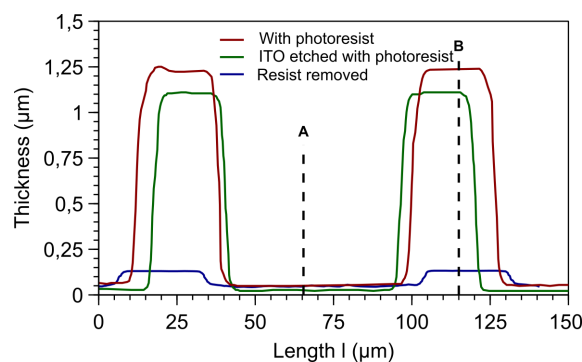 1,5
1,25
1
0,75
0,5
0,25
0
Thickness (µm)
With photoresist
ITO etched with photoresist
Resist removed
A
B
0
25
50
75
100
125
150
Length l (µm)